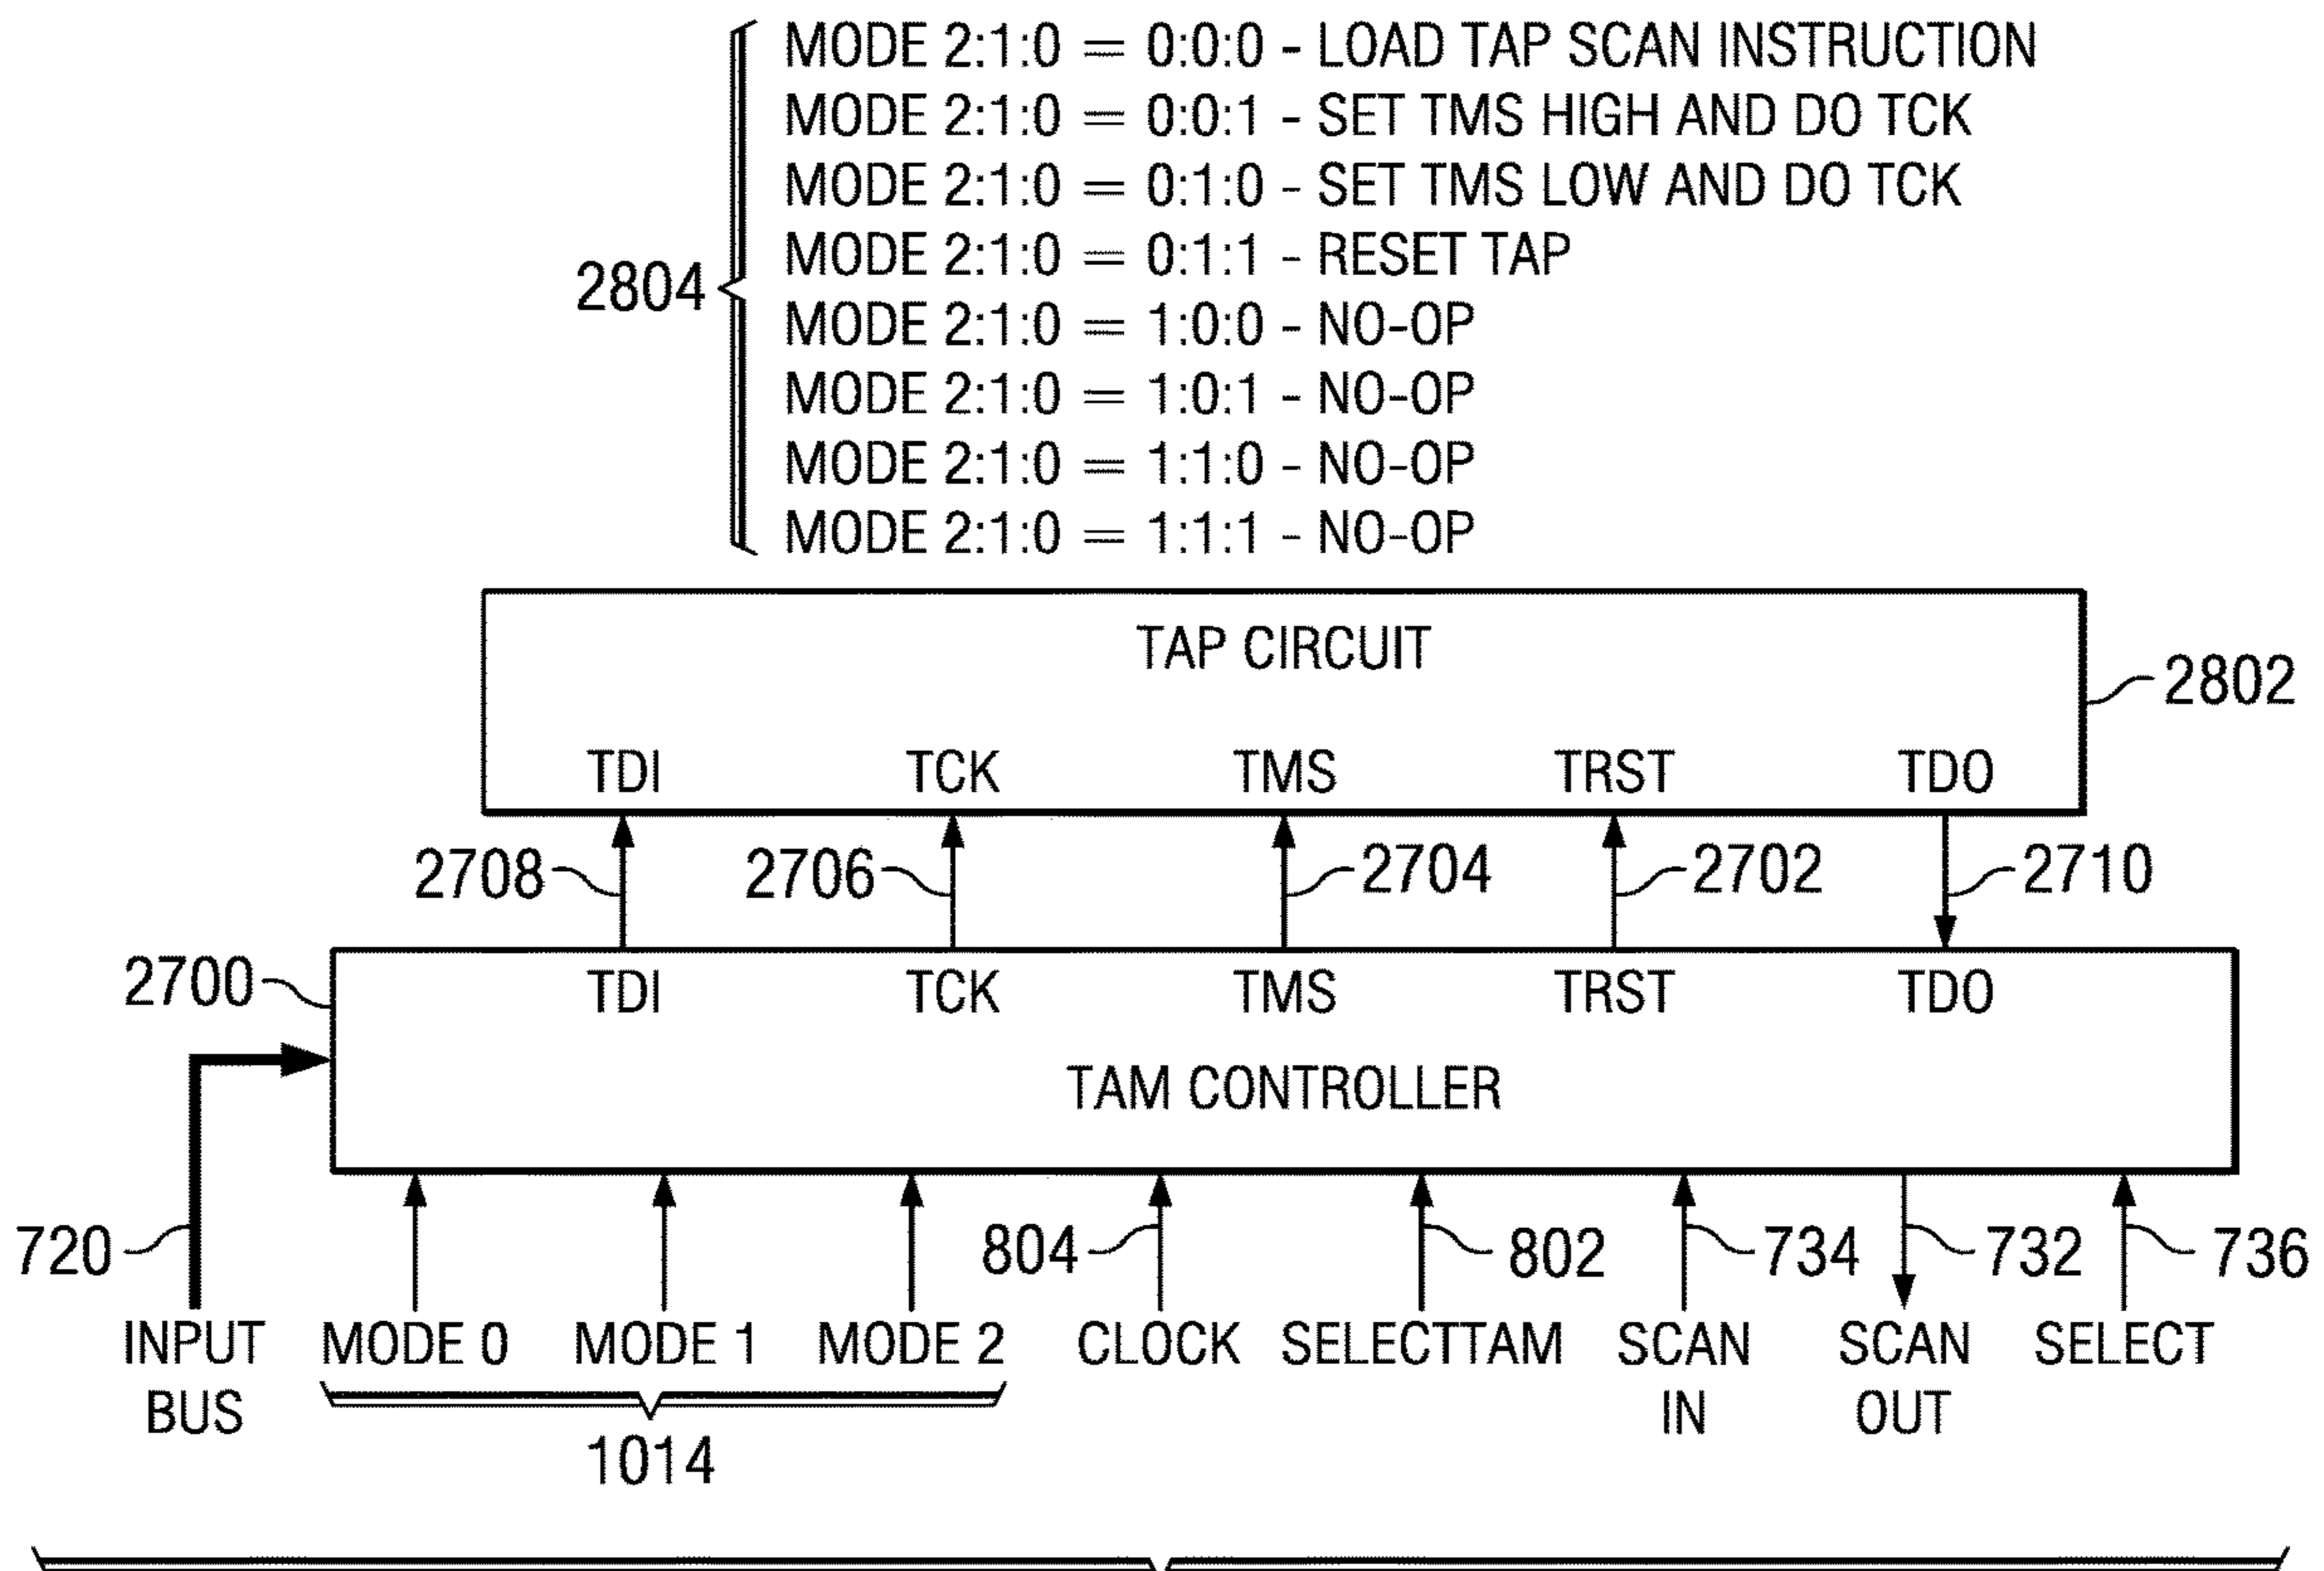 MODE 2:1:0 = 0:0:0 - LOAD TAP SCAN INSTRUCTION
MODE 2:1:0 = 0:0:1 - SET TMS HIGH AND DO TCK
MODE 2:1:0 = 0:1:0 - SET TMS LOW AND DO TCK
MODE 2:1:0 = 0:1:1 - RESET TAP
2804
MODE 2:1:0 = 1:0:0 - NO-OP
MODE 2:1:0 = 1:0:1 - NO-OP
MODE 2:1:0 = 1:1:0 - NO-OP
MODE 2:1:0 = 1:1:1 - NO-OP
TAP CIRCUIT
2802
TDI TCK TMS TRST TDO
2708 2706 2704 2702 2710
2700
TDI TCK TMS TRST TDO
TAM CONTROLLER
720 804 802 734 732 736
INPUT MODE 0 MODE 1 MODE 2 CLOCK SELECTTAM SCAN SCAN SELECT
BUS IN OUT
1014